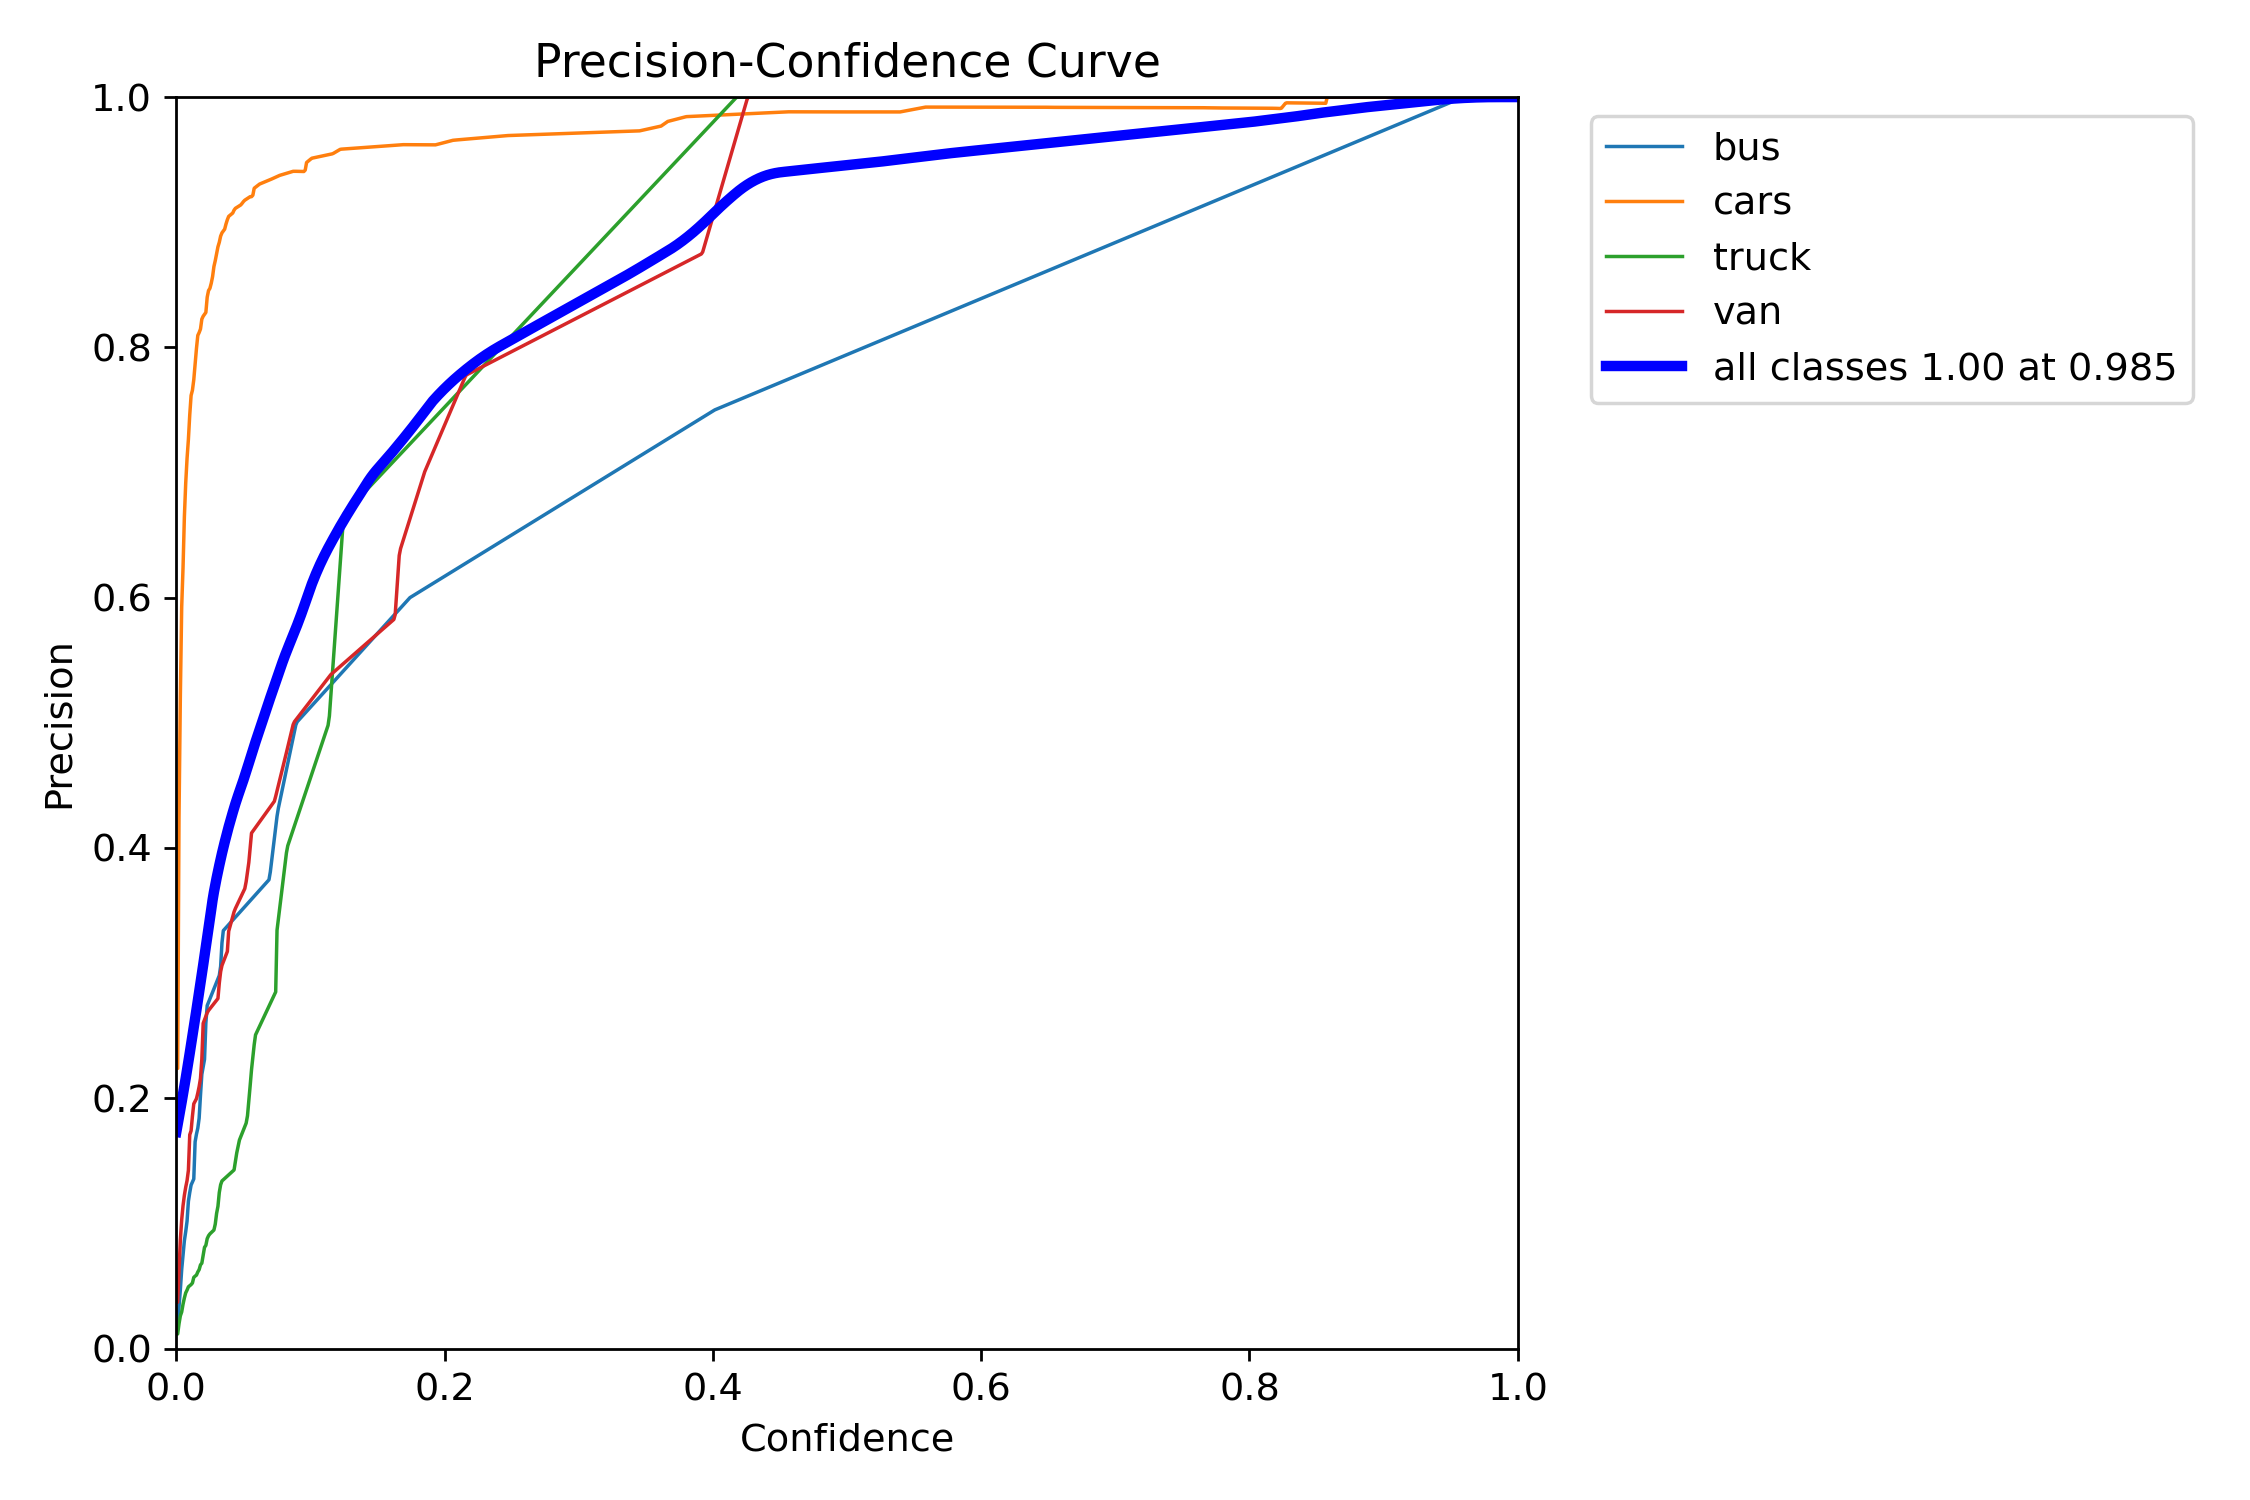 Precision-Confidence Curve
1.0
0.8
0.6
0.4
0.2
0.0
Precision
0.0 0.2 0.4 0.6 0.8 1.0
Confidence
bus
cars
truck
van
all classes 1.00 at 0.985